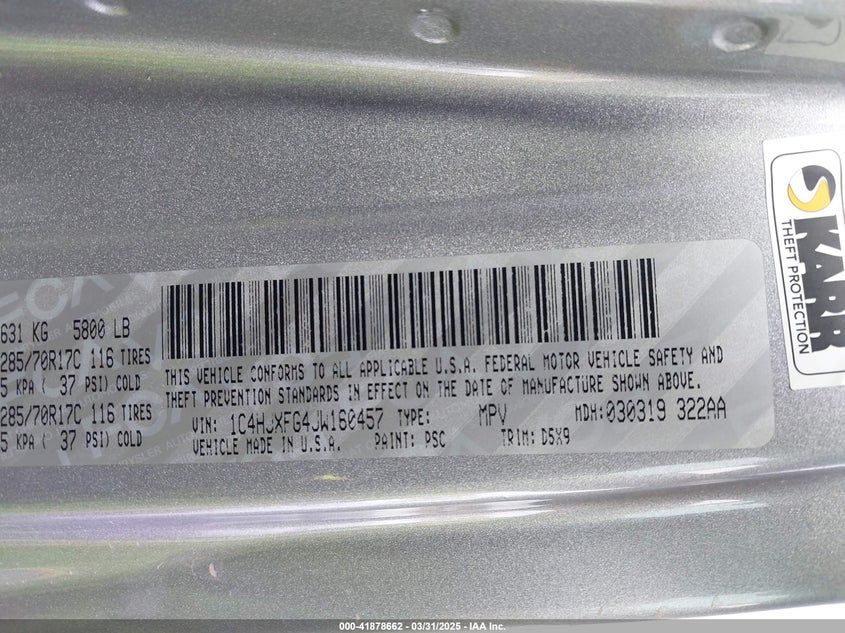 631 KG 5800 LB
285/70R17C 116 TIRES
5 KPA ( 37 PSI) COLD
285/70R17C 116 TIRES
5 KPA ( 37 PSI) COLD
THIS VEHICLE CONFORMS TO ALL APPLICABLE U.S.A. FEDERAL MOTOR VEHICLE SAFETY AND
THEFT PREVENTION STANDARDS IN EFFECT ON THE DATE OF MANUFACTURE SHOWN ABOVE.
VIN: 1C4HJXFG4JW160457 TYPE: MPV MDH: 030319 322AA
VEHICLE MADE IN U.S.A. PAINT: PSC TRIM: D5X9
KARR
THEFT PROTECTION
000-41878662 - 03/31/2025 - IAA Inc.